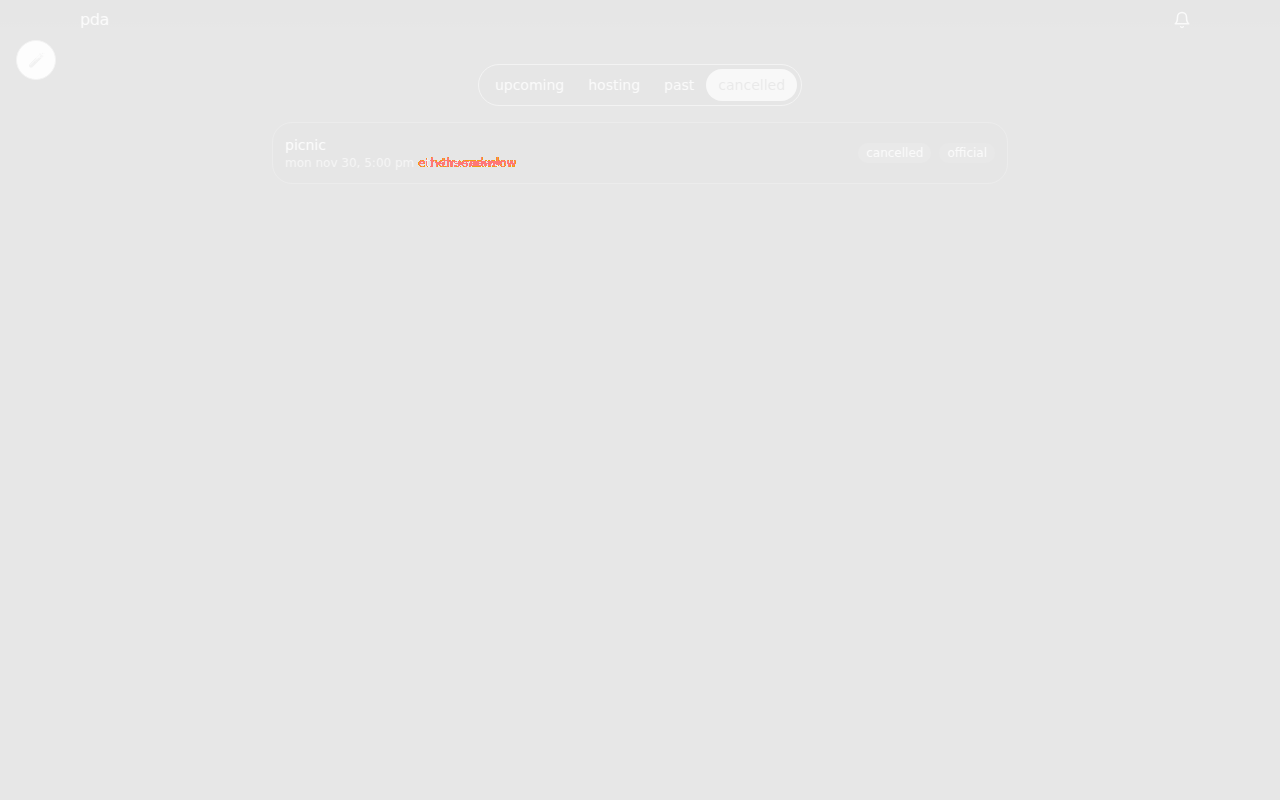 pda
upcoming
hosting
past
cancelled
picnic
mon nov 30, 5:00 pm
cancelled
official